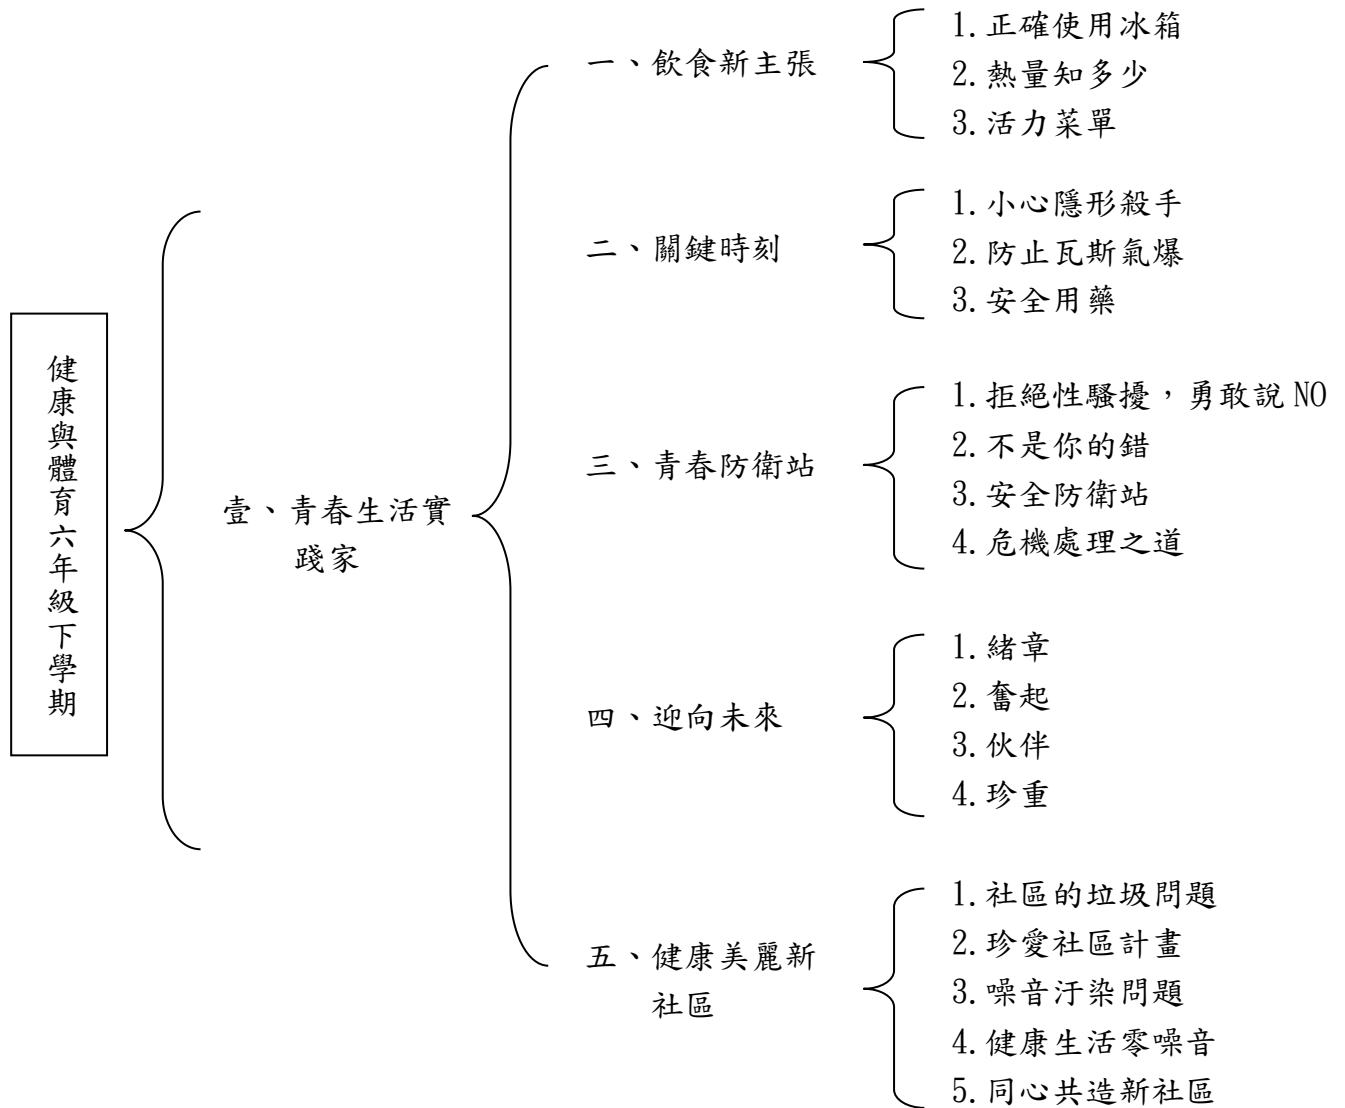 健康與體育六年級下學期
壹、青春生活實
踐家
一、飲食新主張
1.正確使用冰箱
2.熱量知多少
3.活力菜單
二、關鍵時刻
1.小心隱形殺手
2.防止瓦斯氣爆
3.安全用藥
三、青春防衛站
1.拒絕性騷擾，勇敢說 NO
2.不是你的錯
3.安全防衛站
4.危機處理之道
四、迎向未來
1.緒章
2.奮起
3.伙伴
4.珍重
五、健康美麗新
社區
1.社區的垃圾問題
2.珍愛社區計畫
3.噪音汙染問題
4.健康生活零噪音
5.同心共造新社區